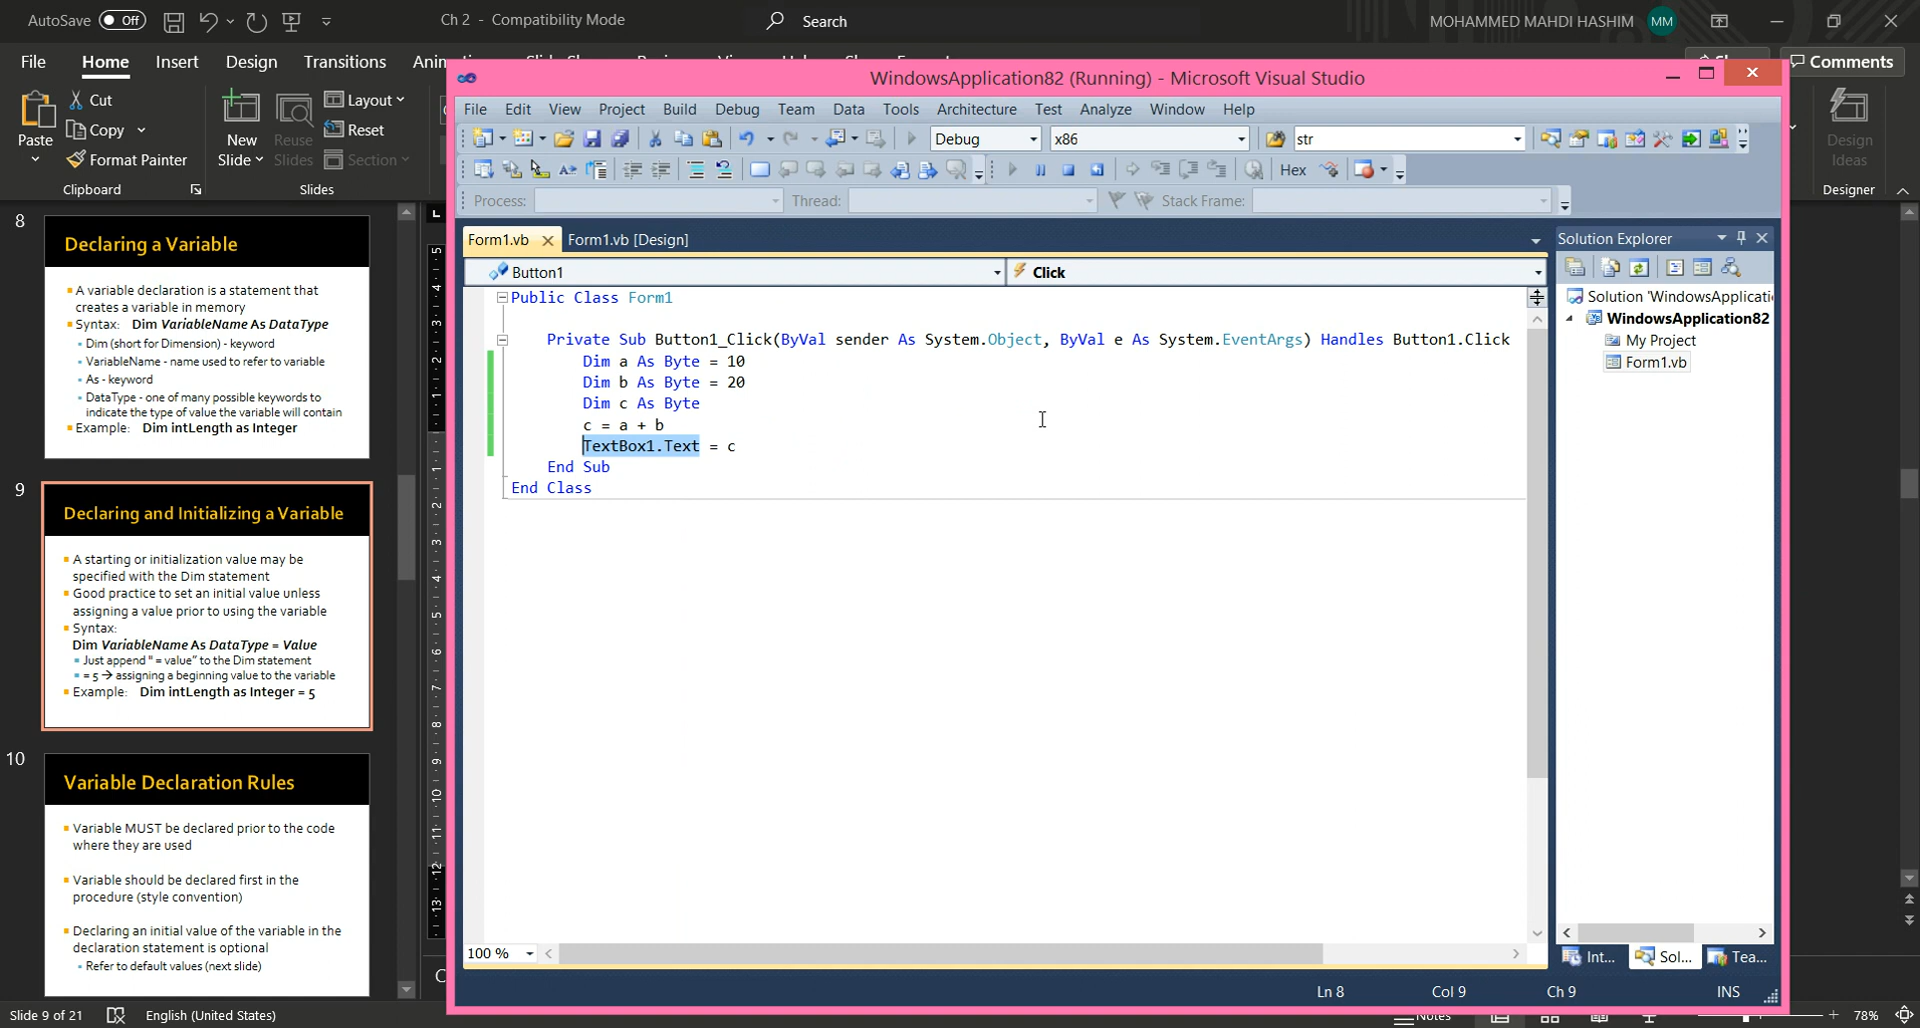 AutoSave Off
Ch 2 - Compatibility Mode
Search
MOHAMMED MAHDI HASHIM MM
File Home Insert Design Transitions
Comments
Paste
Cut
Copy
Format Painter
Clipboard
New
Slide
Reuse
Slides
Layout
Reset
Section
Slides
Design
Ideas
Designer
8
Declaring a Variable
A variable declaration is a statement that
creates a variable in memory
Syntax: Dim VariableName As DataType
Dim (short for Dimension) - keyword
VariableName - name used to refer to variable
As - keyword
DataType - one of many possible keywords to
indicate the type of value the variable will contain
Example: Dim intLength as Integer
9
Declaring and Initializing a Variable
A starting or initialization value may be
specified with the Dim statement
Good practice to set an initial value unless
assigning a value prior to using the variable
Syntax:
Dim VariableName As DataType = Value
Just append " = value" to the Dim statement
= 5 → assigning a beginning value to the variable
Example: Dim intLength as Integer = 5
10
Variable Declaration Rules
Variable MUST be declared prior to the code
where they are used
Variable should be declared first in the
procedure (style convention)
Declaring an initial value of the variable in the
declaration statement is optional
Refer to default values (next slide)
WindowsApplication82 (Running) - Microsoft Visual Studio
File Edit View Project Build Debug Team Data Tools Architecture Test Analyze Window Help
Debug x86 str
Hex
Process: Thread: Stack Frame:
Form1.vb Form1.vb [Design]
Button1 Click
Public Class Form1
Private Sub Button1_Click(ByVal sender As System.Object, ByVal e As System.EventArgs) Handles Button1.Click
Dim a As Byte = 10
Dim b As Byte = 20
Dim c As Byte
c = a + b
TextBox1.Text = c
End Sub
End Class
100 %
Solution Explorer
Solution 'WindowsApplicati
WindowsApplication82
My Project
Form1.vb
Int... Sol... Tea...
Ln 8 Col 9 Ch 9 INS
Slide 9 of 21 English (United States)
Notes
78%